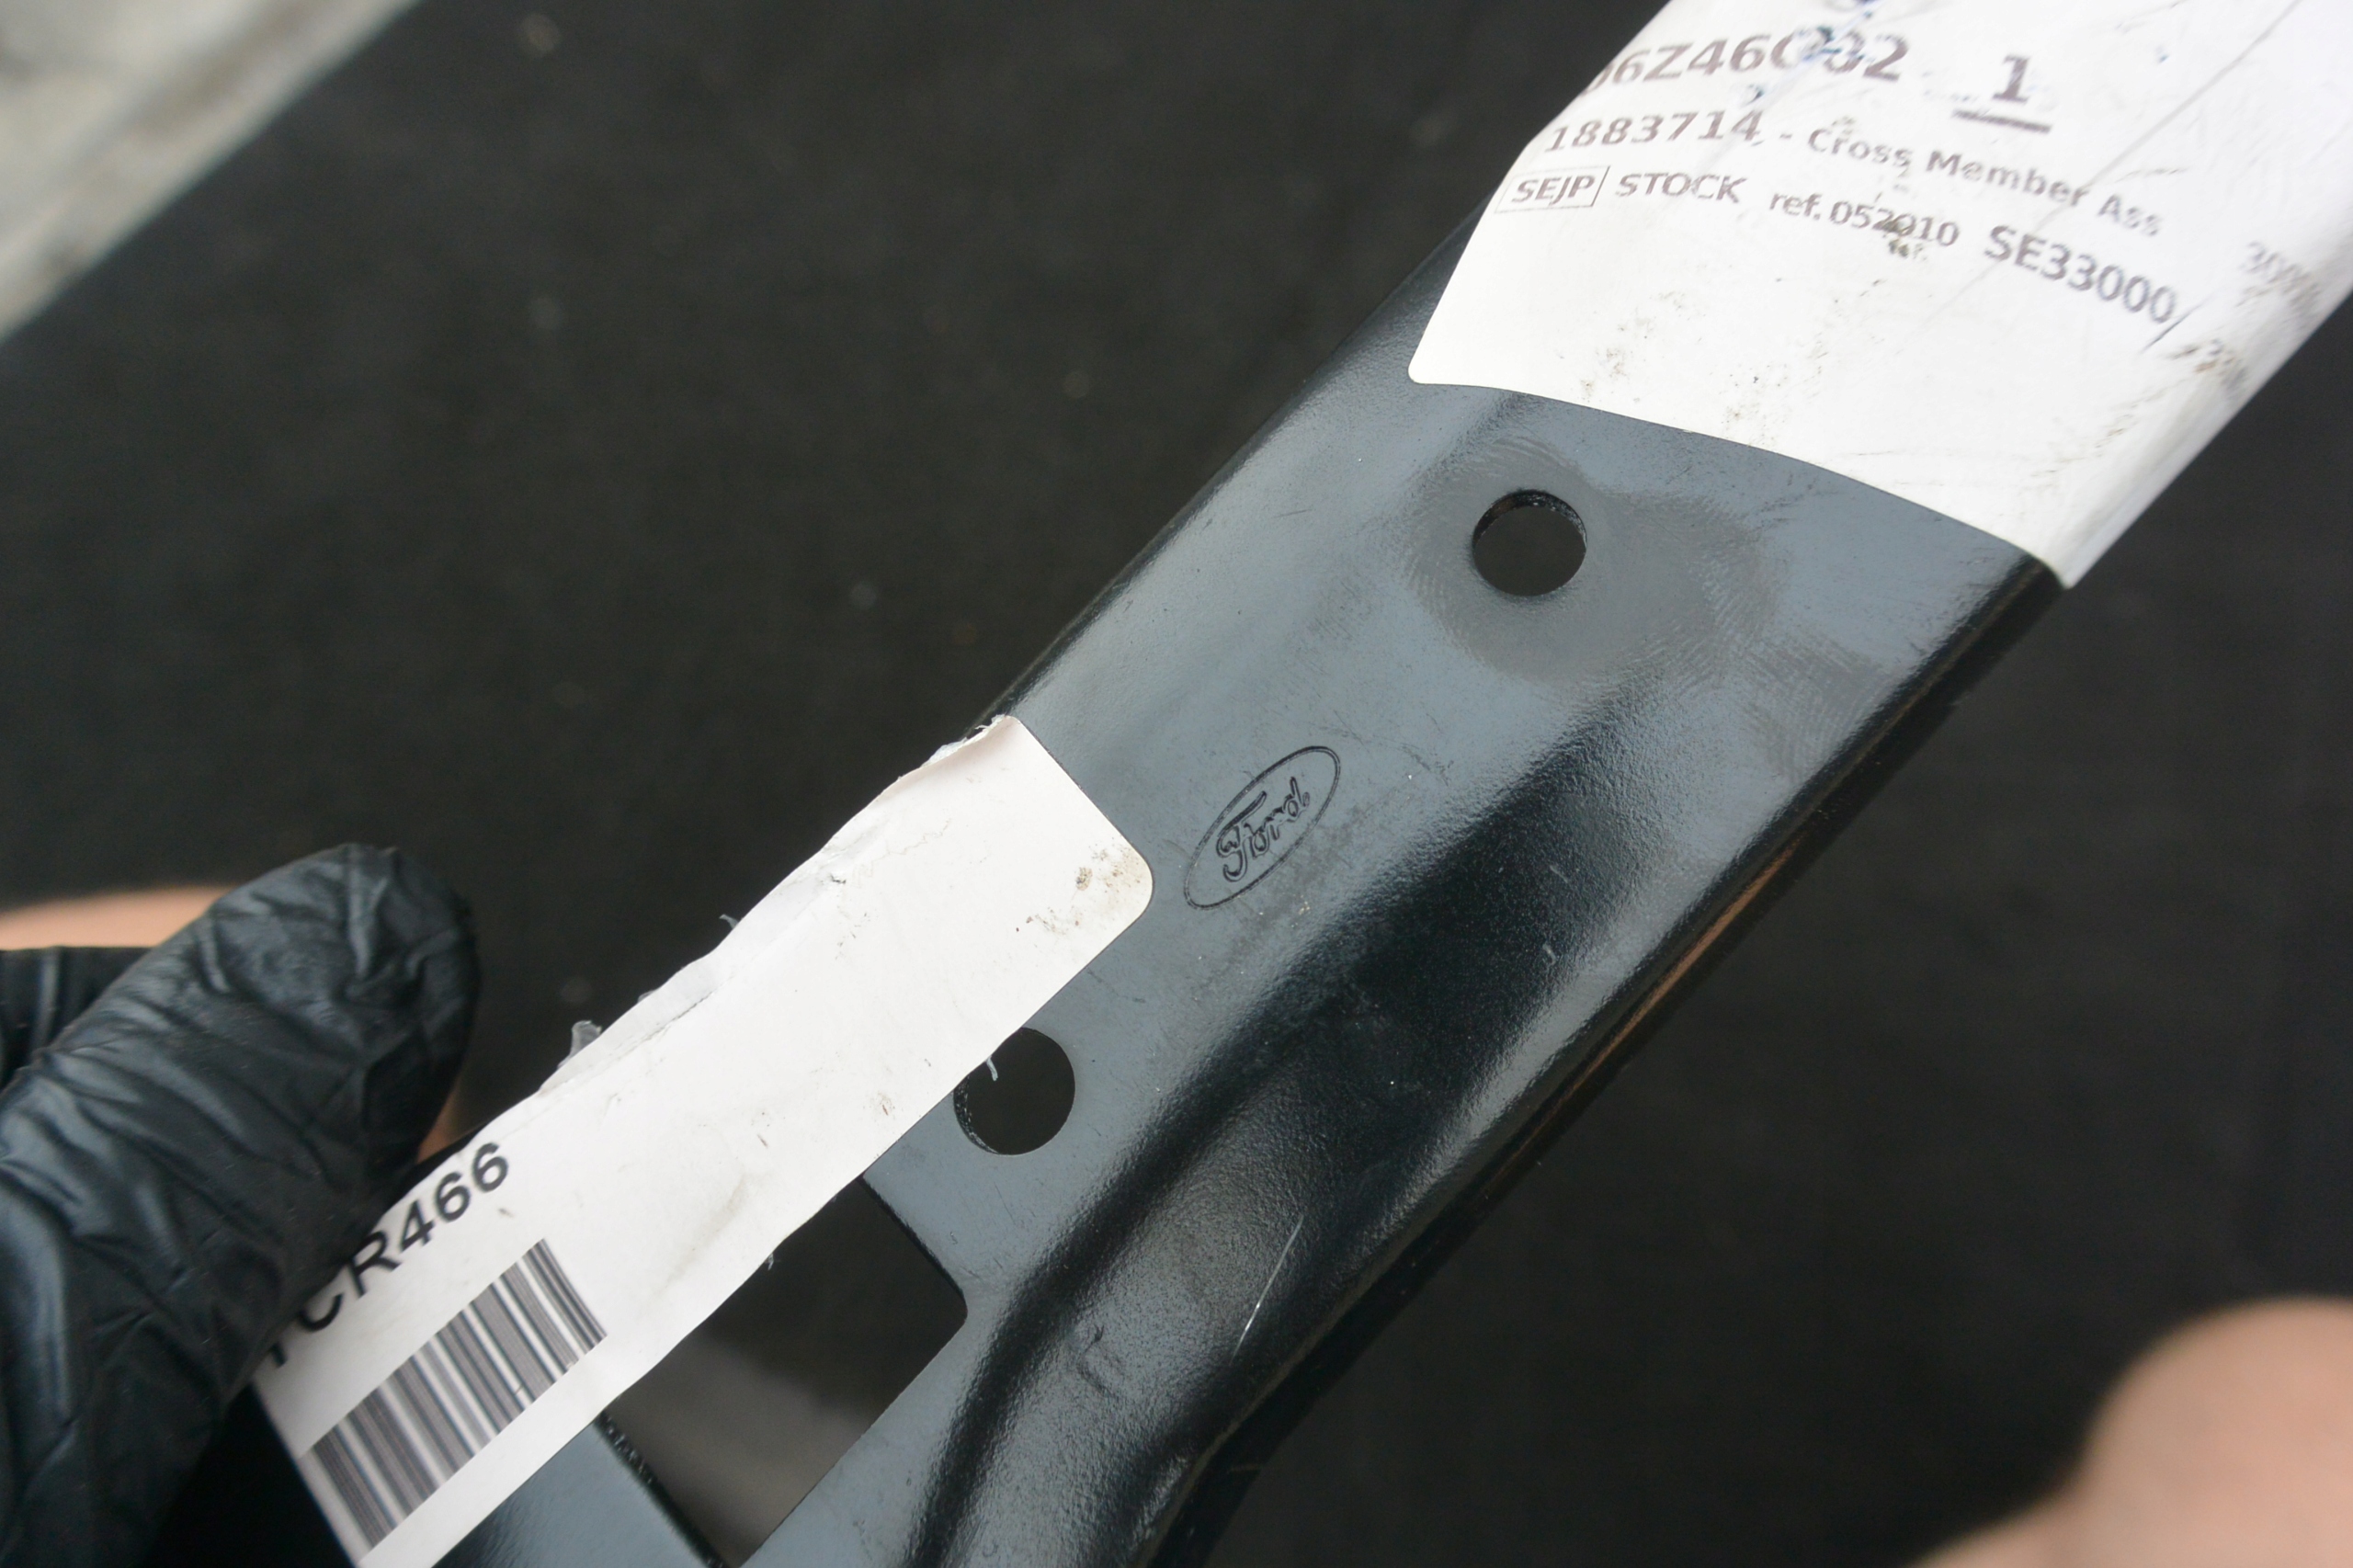 1
1883714 - Cross Member Ass
SEJP STOCK ref.052010 SE33000
Ford
CR466